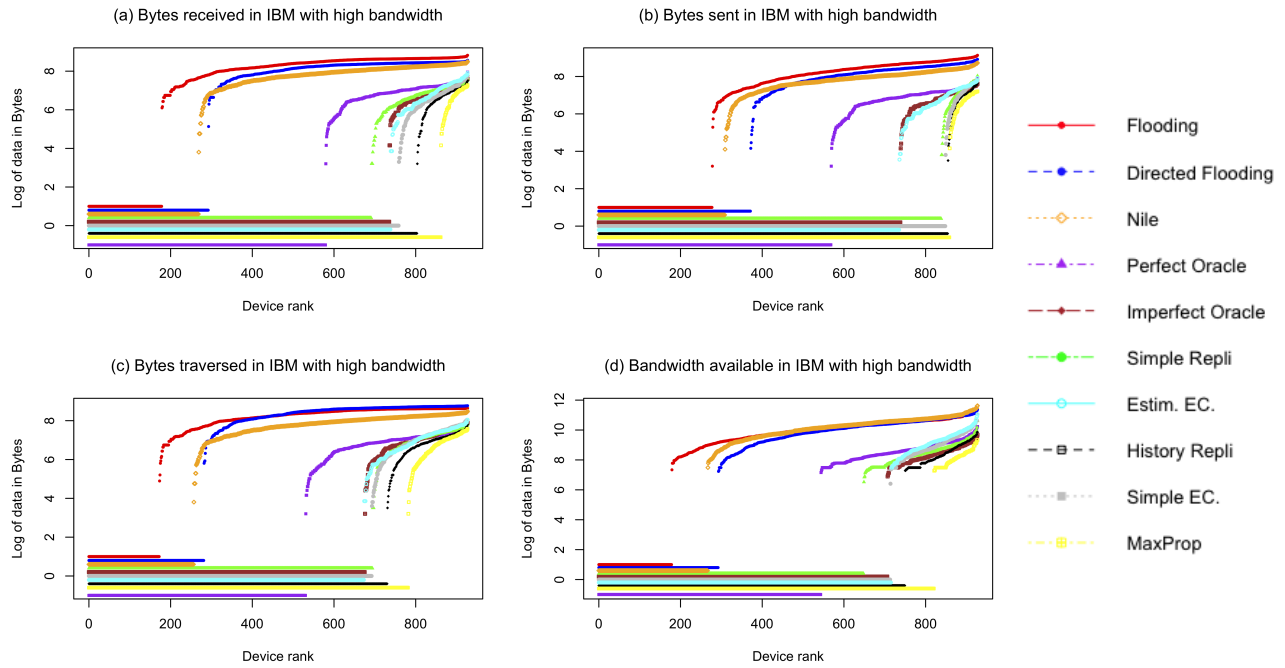 (a) Bytes received in IBM with high bandwidth
Log of data in Bytes
8
6
4
2
0
0 200 400 600 800
Device rank
(b) Bytes sent in IBM with high bandwidth
Log of data in Bytes
8
6
4
2
0
0 200 400 600 800
Device rank
(c) Bytes traversed in IBM with high bandwidth
Log of data in Bytes
8
6
4
2
0
0 200 400 600 800
Device rank
(d) Bandwidth available in IBM with high bandwidth
Log of data in Bytes
12
10
8
6
4
2
0
0 200 400 600 800
Device rank
Flooding
Directed Flooding
Nile
Perfect Oracle
Imperfect Oracle
Simple Repli
Estim. EC.
History Repli
Simple EC.
MaxProp